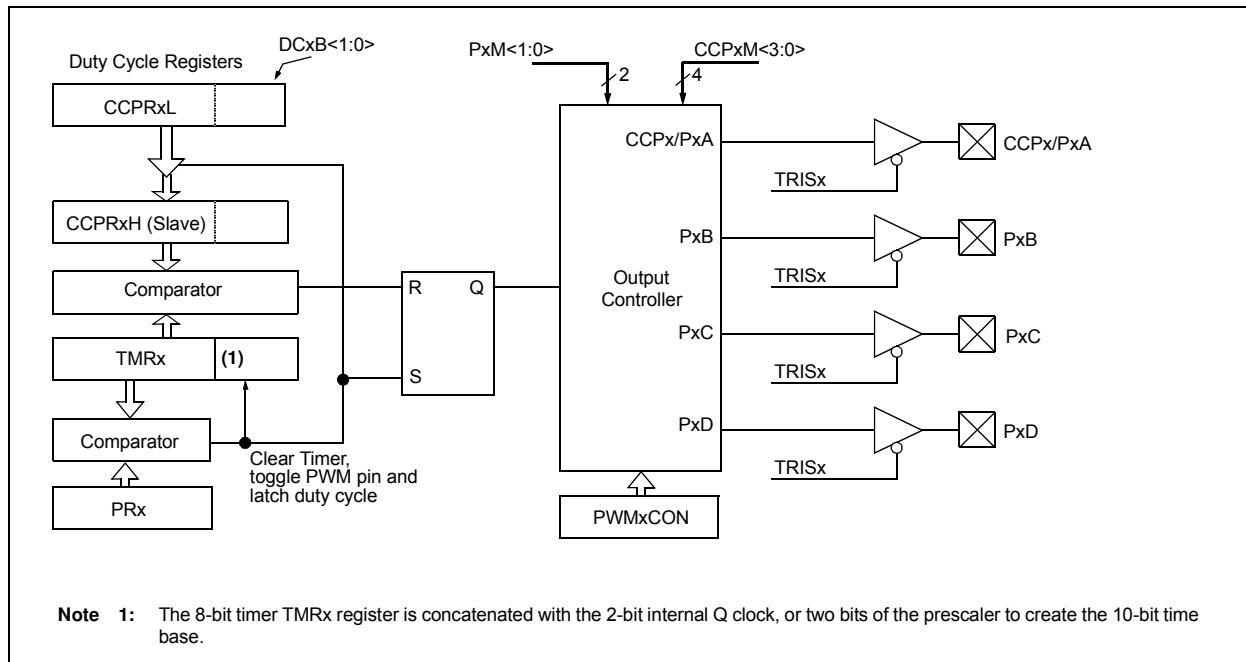 DCxB<1:0>
Duty Cycle Registers
CCPRxL
PxM<1:0>
2
CCPxM<3:0>
4
CCPRxH (Slave)
Comparator
TMRx
(1)
Comparator
PRx
Clear Timer,
toggle PWM pin and
latch duty cycle
R
Q
S
Output
Controller
PWMxCON
CCPx/PxA
TRISx
CCPx/PxA
PxB
TRISx
PxB
PxC
TRISx
PxC
PxD
TRISx
PxD
Note 1: The 8-bit timer TMRx register is concatenated with the 2-bit internal Q clock, or two bits of the prescaler to create the 10-bit time
base.